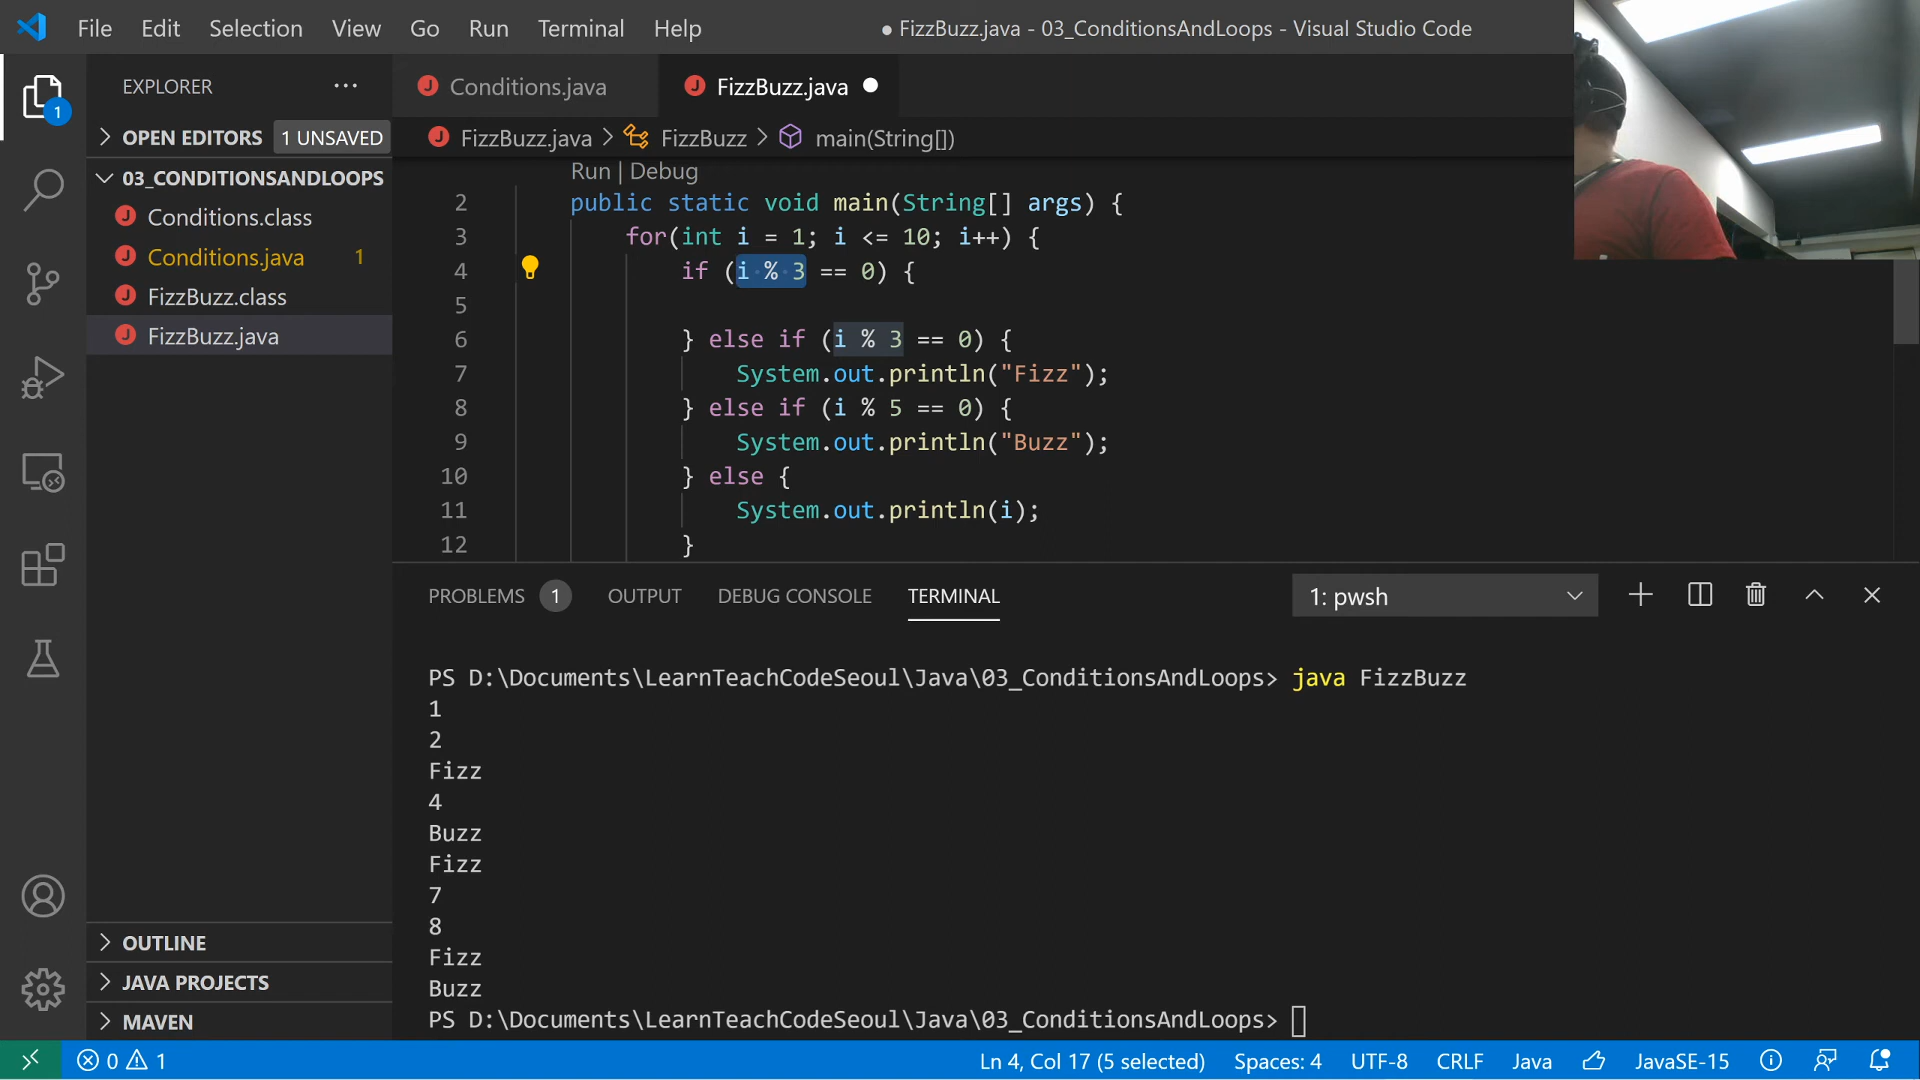 File Edit Selection View Go Run Terminal Help
● FizzBuzz.java - 03_ConditionsAndLoops - Visual Studio Code
EXPLORER ···
1
OPEN EDITORS 1 UNSAVED
03_CONDITIONSANDLOOPS
Conditions.class
Conditions.java 1
FizzBuzz.class
FizzBuzz.java
OUTLINE
JAVA PROJECTS
MAVEN
Conditions.java FizzBuzz.java
FizzBuzz.java > FizzBuzz > main(String[])
Run | Debug
2 public static void main(String[] args) {
3 for(int i = 1; i <= 10; i++) {
4 if (i % 3 == 0) {
5
6 } else if (i % 3 == 0) {
7 System.out.println("Fizz");
8 } else if (i % 5 == 0) {
9 System.out.println("Buzz");
10 } else {
11 System.out.println(i);
12 }
PROBLEMS 1 OUTPUT DEBUG CONSOLE TERMINAL 1: pwsh
PS D:\Documents\LearnTeachCodeSeoul\Java\03_ConditionsAndLoops> java FizzBuzz
1
2
Fizz
4
Buzz
Fizz
7
8
Fizz
Buzz
PS D:\Documents\LearnTeachCodeSeoul\Java\03_ConditionsAndLoops>
0 1 Ln 4, Col 17 (5 selected) Spaces: 4 UTF-8 CRLF Java JavaSE-15